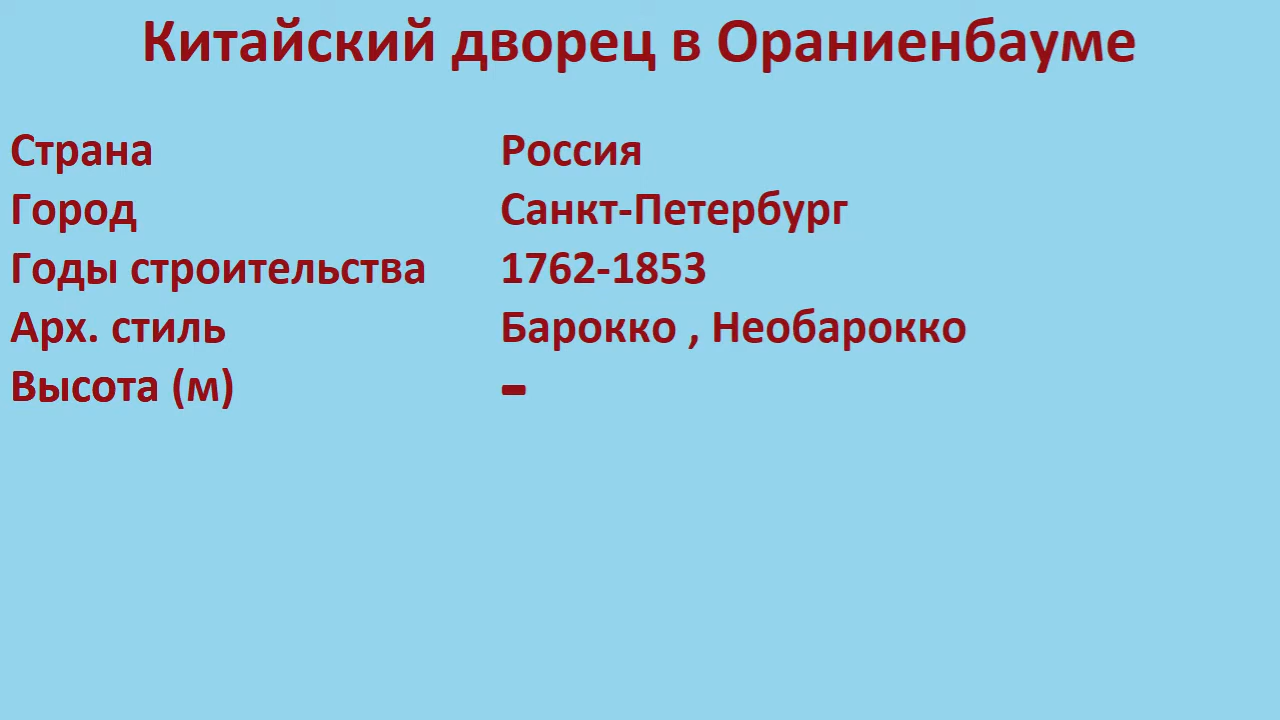 Китайский дворец в Ораниенбауме
Страна Россия
Город Санкт-Петербург
Годы строительства 1762-1853
Арх. стиль Барокко , Необарокко
Высота (м) -